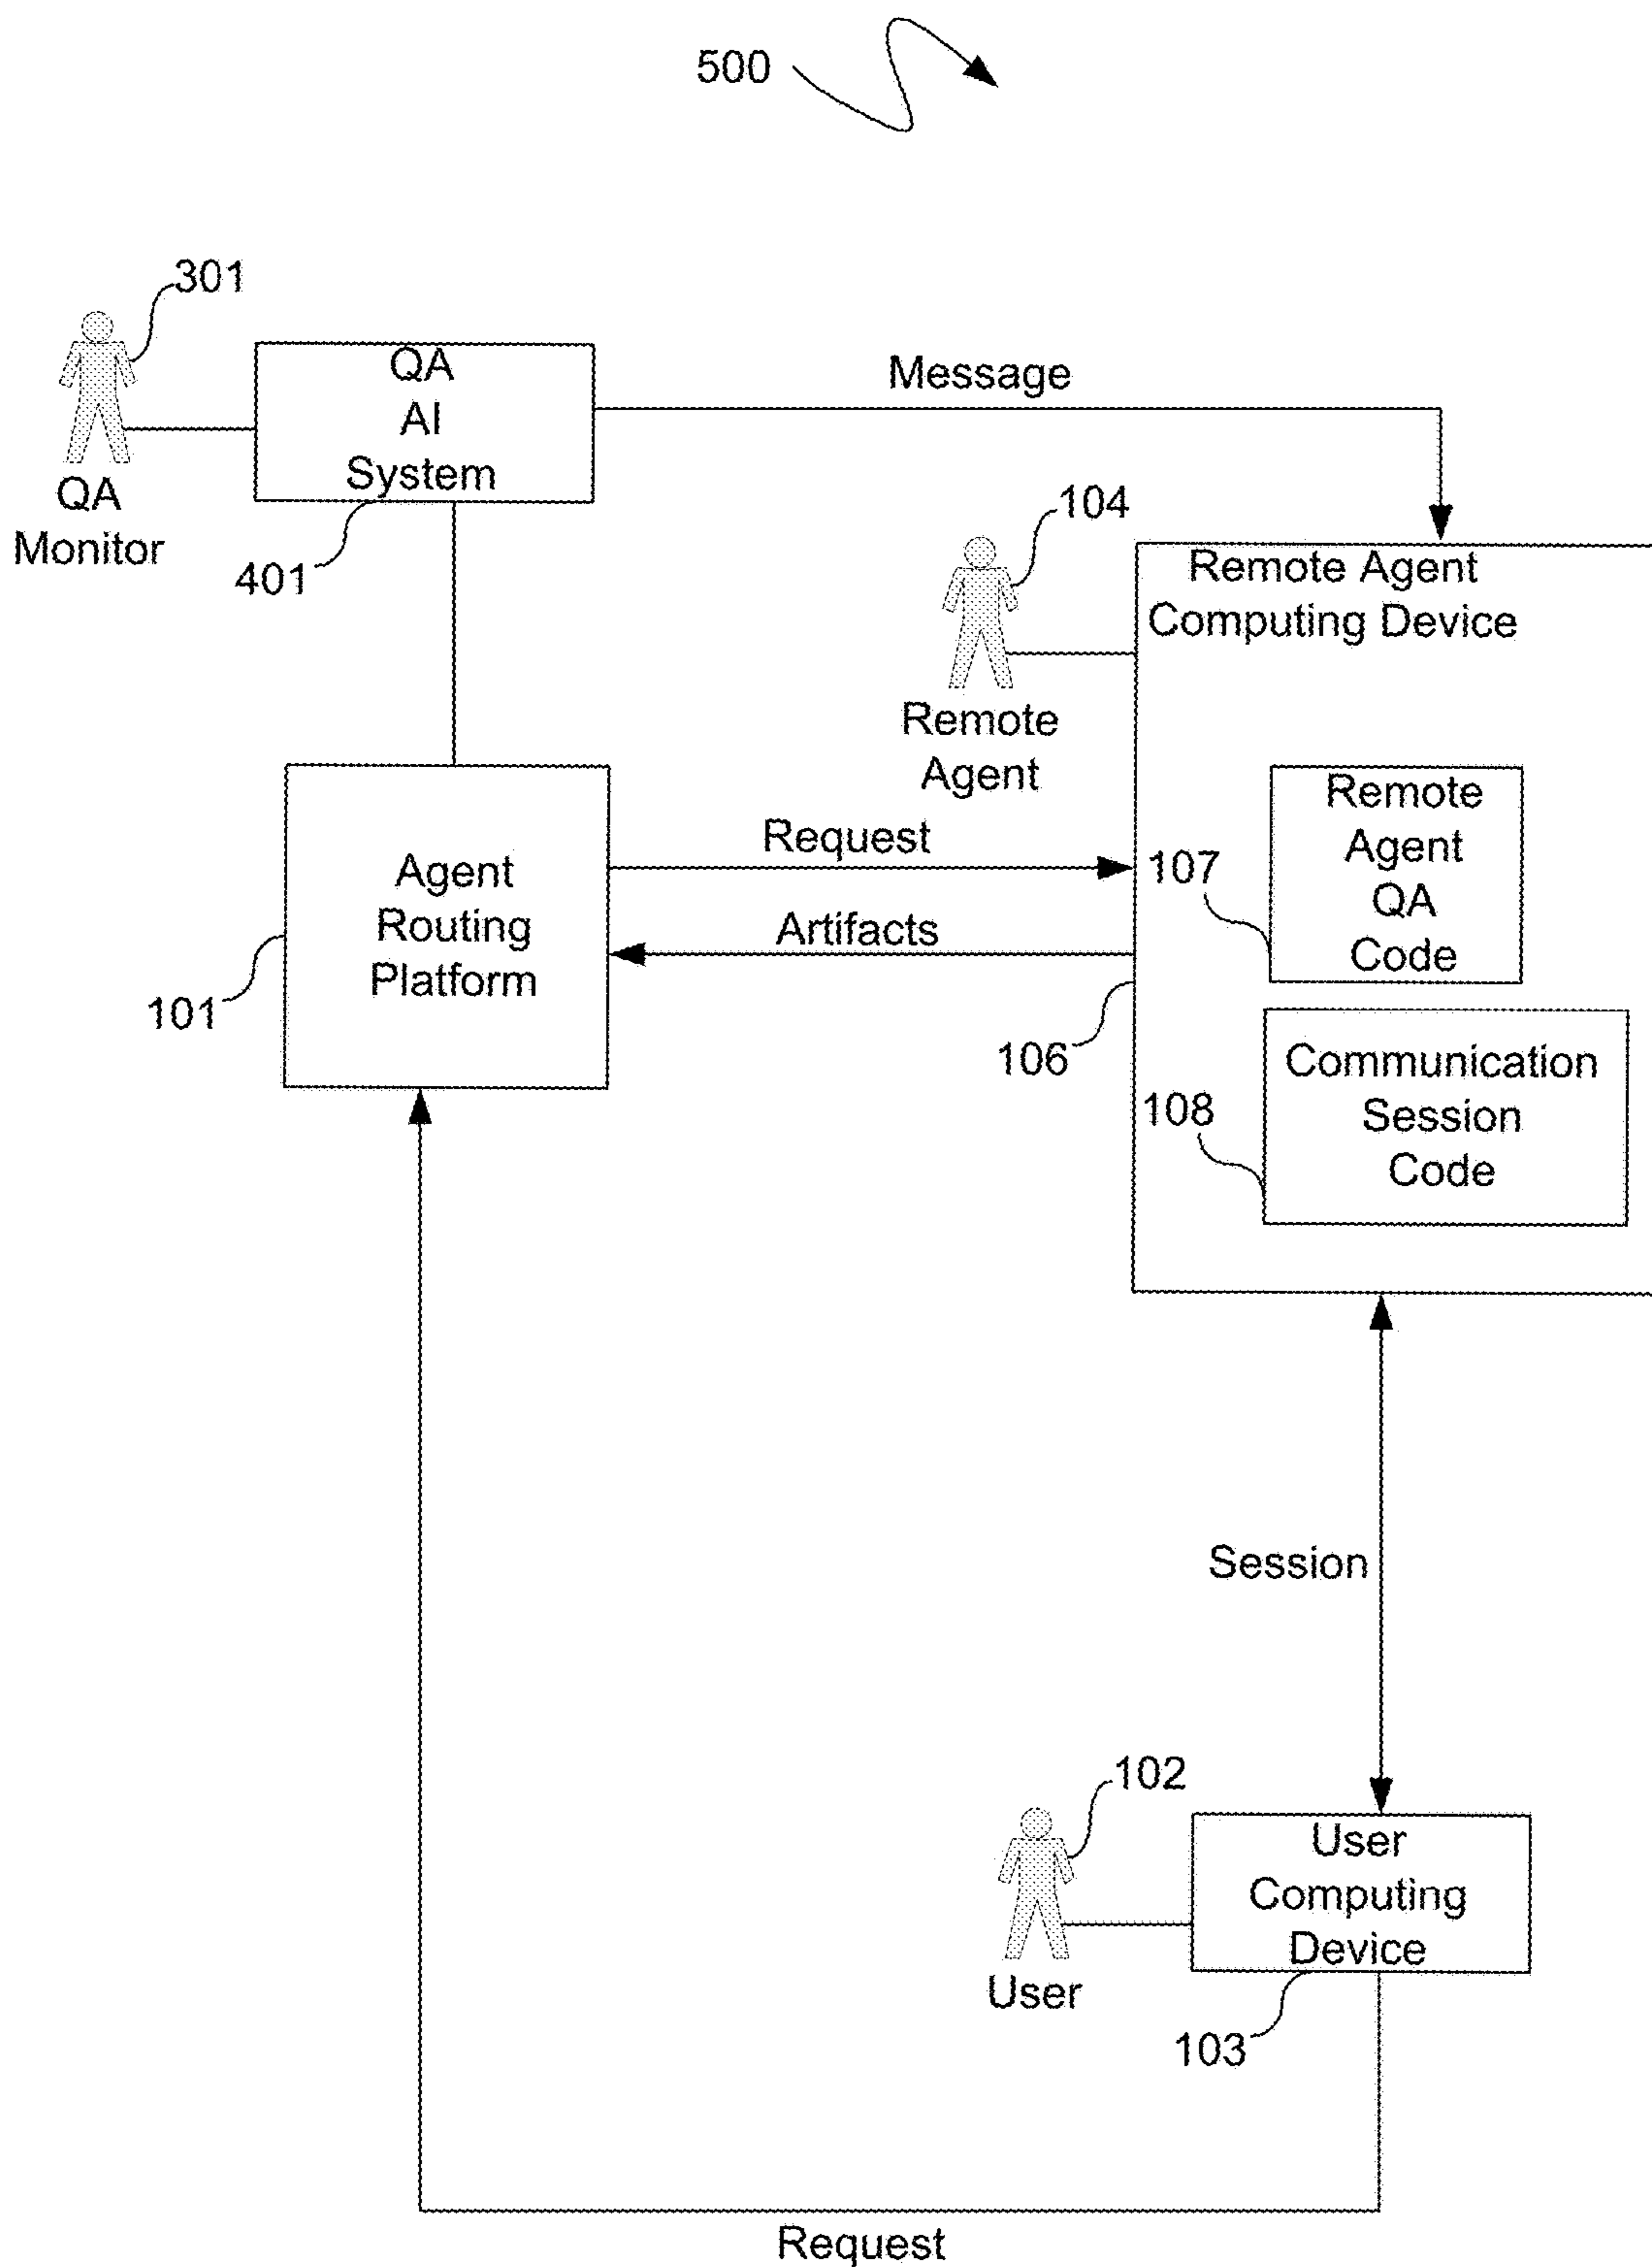 500
301
QA
AI
System
Message
QA
Monitor
401
104
Remote Agent
Computing Device
Remote
Agent
Request
Agent
Routing
Platform
Artifacts
101
106
107
Remote
Agent
QA
Code
108
Communication
Session
Code
Session
102
User
User
Computing
Device
103
Request